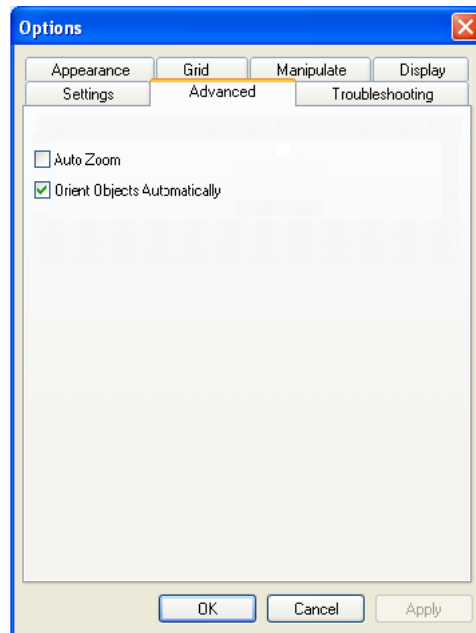 Options
Appearance Grid Manipulate Display
Settings Advanced Troubleshooting
Auto Zoom
Orient Objects Automatically
OK Cancel Apply